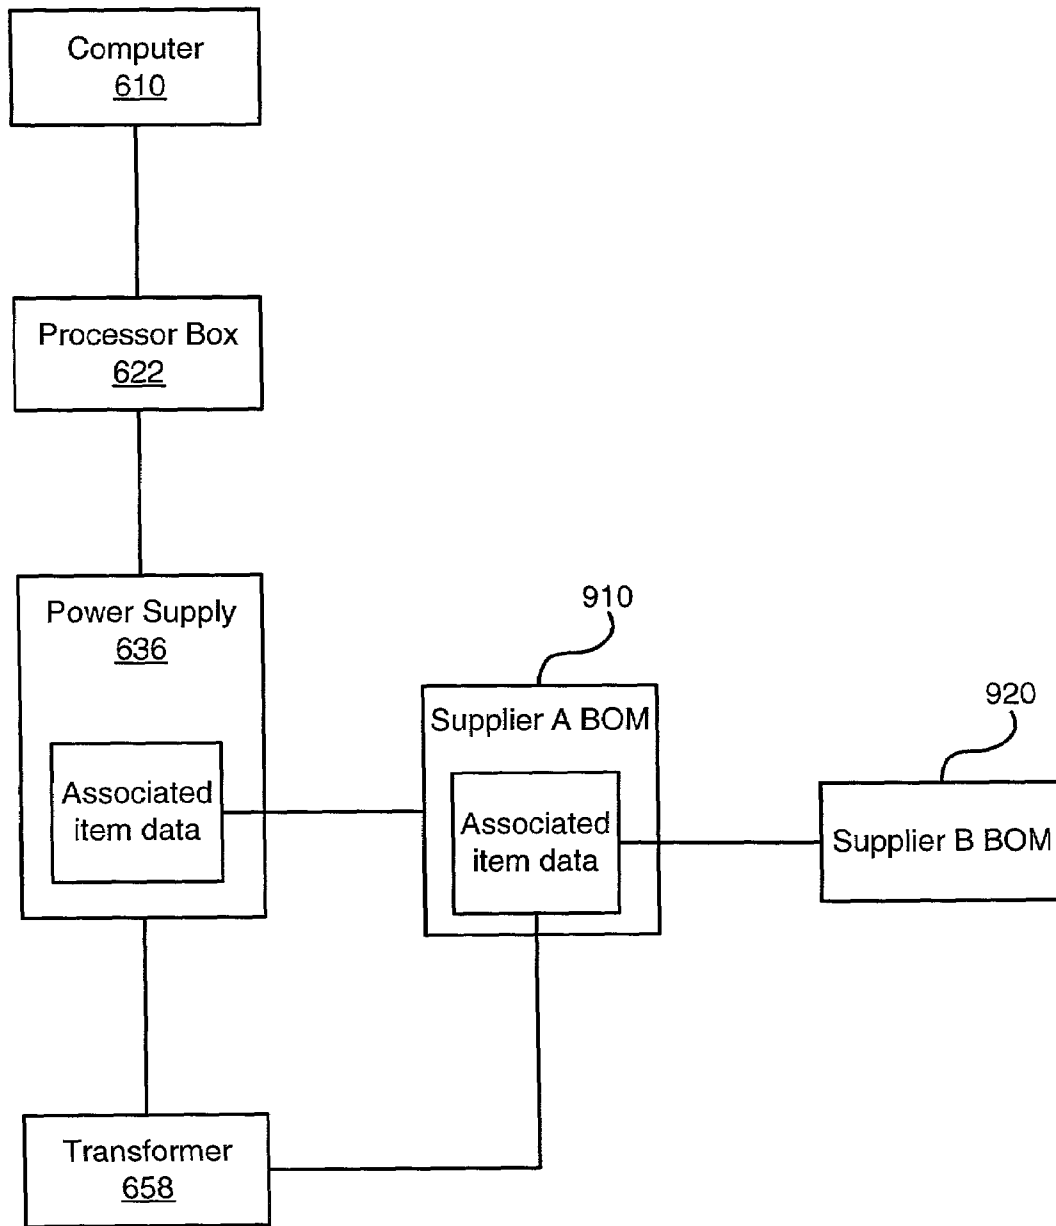 Computer
610
Processor Box
622
Power Supply
636
Associated
item data
910
Supplier A BOM
Associated
item data
920
Supplier B BOM
Transformer
658